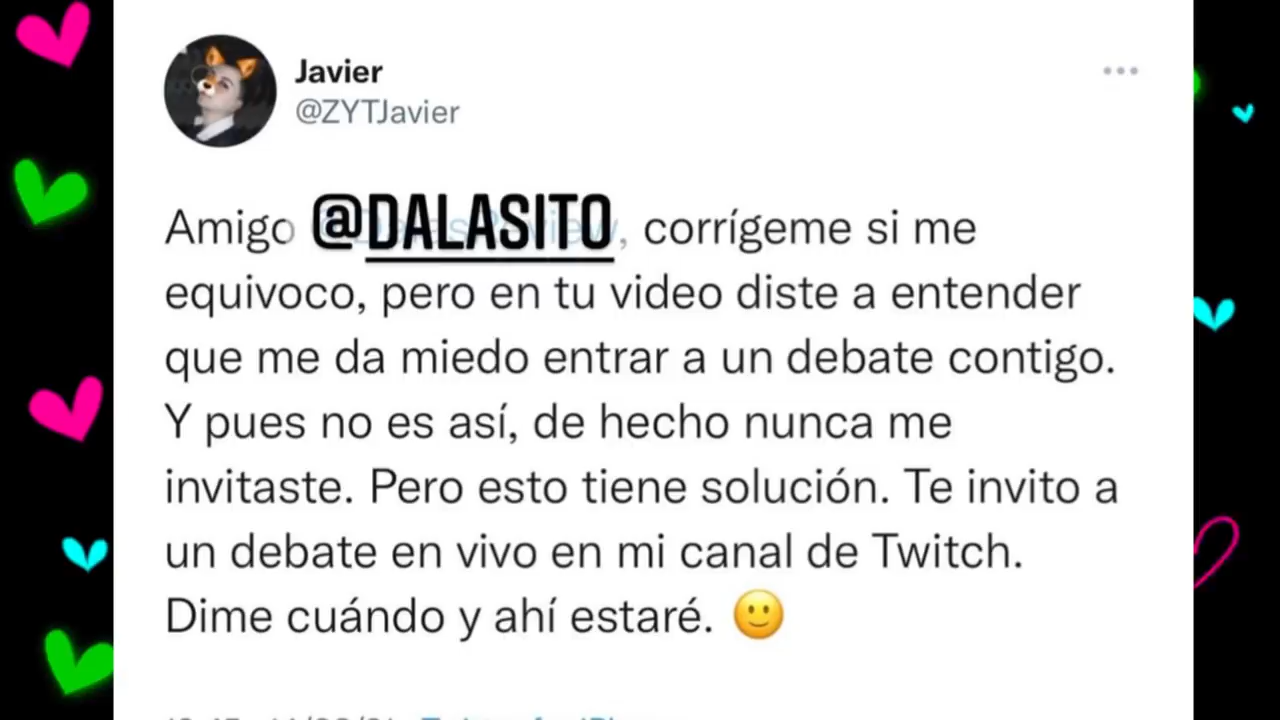 Javier
@ZYTJavier
Amigo @DALASITO, corrígeme si me
equivoco, pero en tu video diste a entender
que me da miedo entrar a un debate contigo.
Y pues no es así, de hecho nunca me
invitaste. Pero esto tiene solución. Te invito a
un debate en vivo en mi canal de Twitch.
Dime cuándo y ahí estaré. 🙂